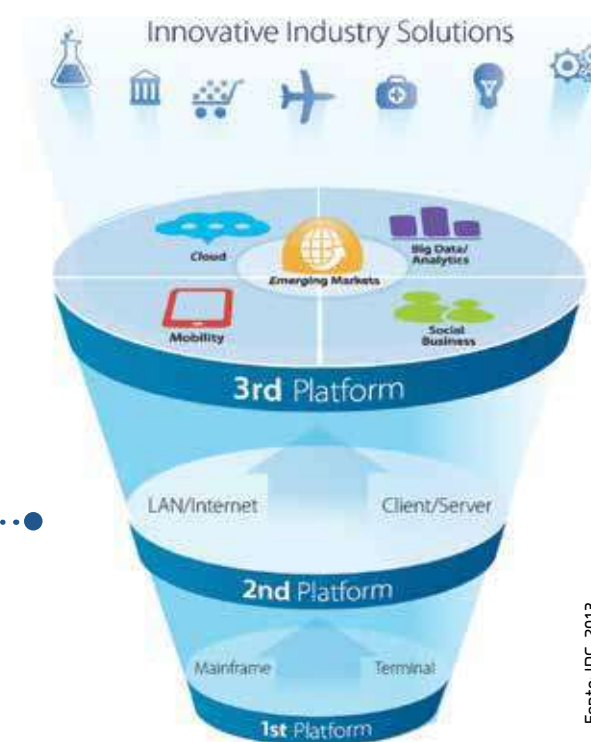 Innovative Industry Solutions
Cloud
Big Data/
Analytics
Emerging Markets
Mobility
Social
Business
3rd Platform
LAN/Internet
Client/Server
2nd Platform
Mainframe
Terminal
1st Platform
Fonte IDC, 2013